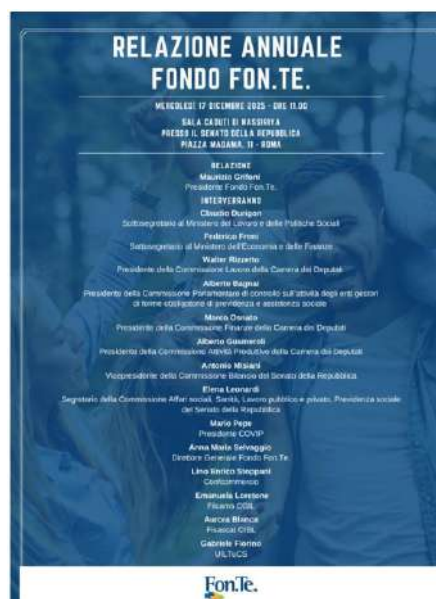 RELAZIONE ANNUALE
FONDO FON.TE.
MERCOLEDÌ 17 DICEMBRE 2025 - ORE 11.00
SALA CADUTI DI NASSIRIYA
PRESSO IL SENATO DELLA REPUBBLICA
PIAZZA MADAMA, 11 - ROMA
RELAZIONE
Maurizio Grifoni
Presidente Fondo Fon.Te.
INTERVERRANNO
Claudio Durigon
Sottosegretario al Ministero del Lavoro e delle Politiche Sociali
Federico Freni
Sottosegretario al Ministero dell'Economia e delle Finanze
Walter Rizzetto
Presidente della Commissione Lavoro della Camera dei Deputati
Alberto Bagnai
Presidente della Commissione Parlamentare di controllo sull'attività degli enti gestori
di forme obbligatorie di previdenza e assistenza sociale
Marco Osnato
Presidente della Commissione Finanze della Camera dei Deputati
Alberto Gusmeroli
Presidente della Commissione Attività Produttive della Camera dei Deputati
Antonio Misiani
Vicepresidente della Commissione Bilancio del Senato della Repubblica
Elena Leonardi
Segretario della Commissione Affari sociali, Sanità, Lavoro pubblico e privato, Previdenza sociale
del Senato della Repubblica
Mario Pepe
Presidente COVIP
Anna Maria Selvaggio
Direttore Generale Fondo Fon.Te.
Lino Enrico Stoppani
Confcommercio
Emanuela Loretone
Filcams CGIL
Aurora Blanca
Fisascat CISL
Gabriele Fiorino
UILTuCS
Fon.Te.